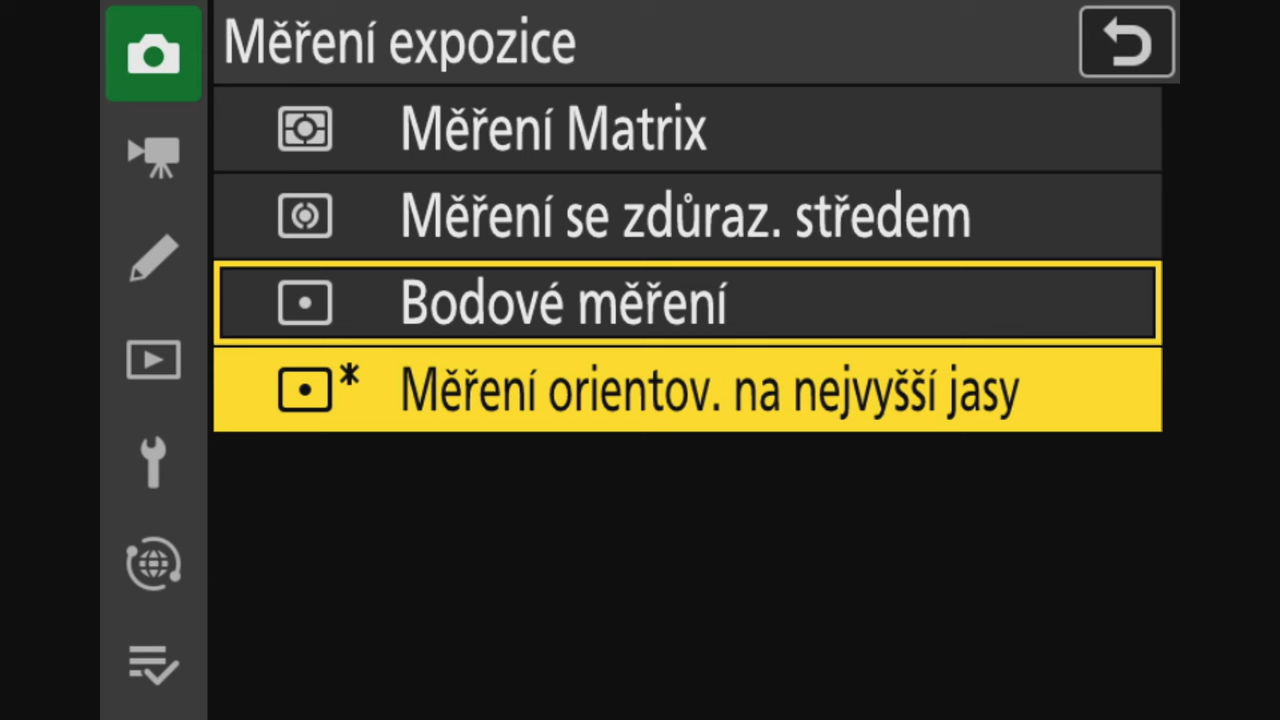 Měření expozice
Měření Matrix
Měření se zdůraz. středem
Bodové měření
* Měření orientov. na nejvyšší jasy